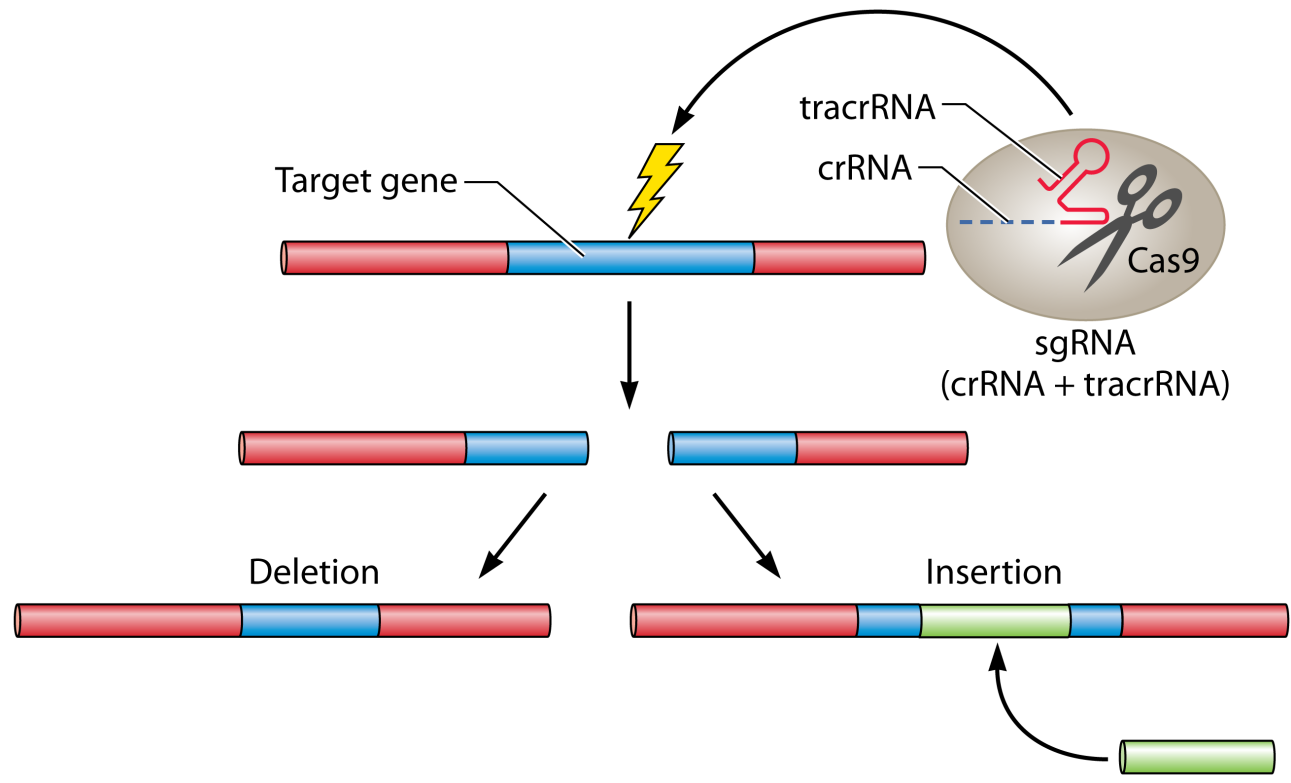 tracrRNA
crRNA
Target gene
Cas9
sgRNA
(crRNA + tracrRNA)
Deletion
Insertion